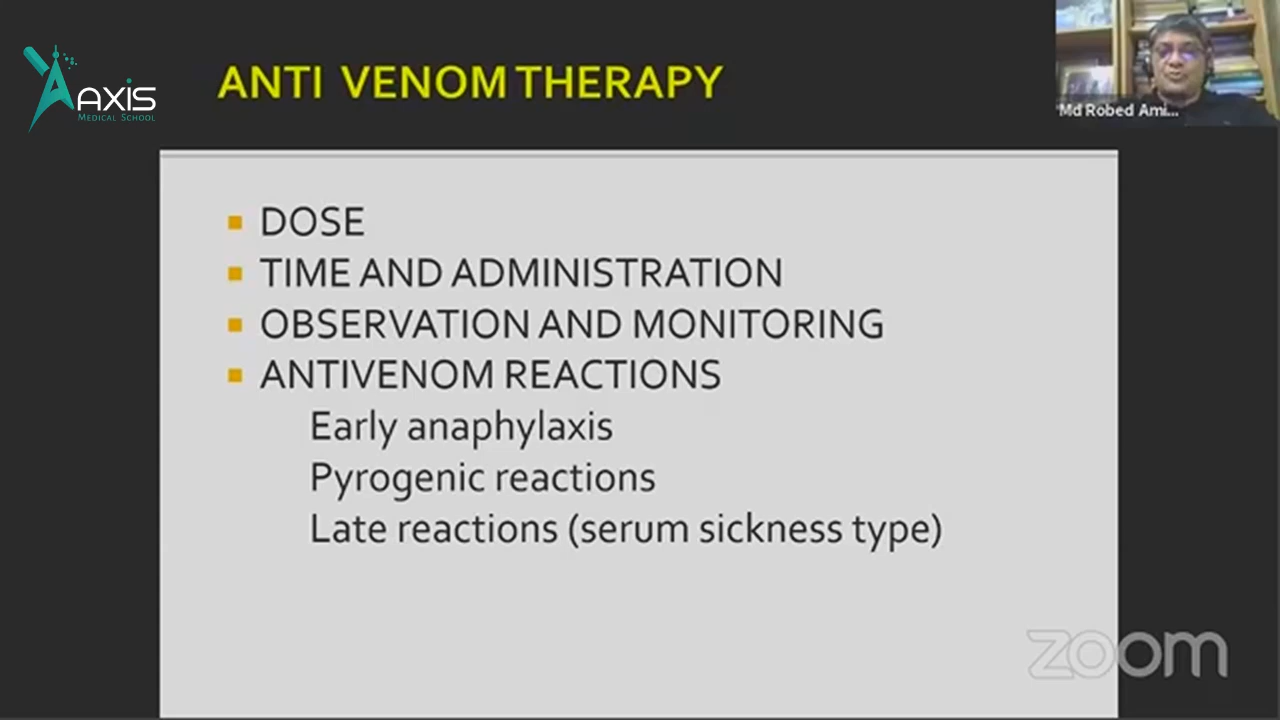 ANTI VENOM THERAPY
AXIS
MEDICAL SCHOOL
Md Robed Ami...
DOSE
TIME AND ADMINISTRATION
OBSERVATION AND MONITORING
ANTIVENOM REACTIONS
Early anaphylaxis
Pyrogenic reactions
Late reactions (serum sickness type)
zoom